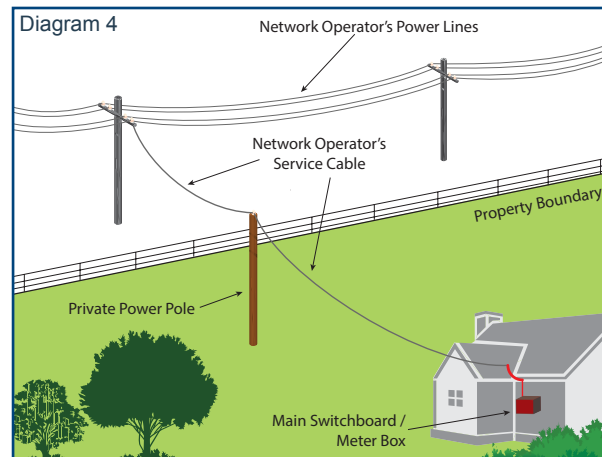 Diagram 4
Network Operator's Power Lines
Network Operator's
Service Cable
Property Boundary
Private Power Pole
Main Switchboard /
Meter Box